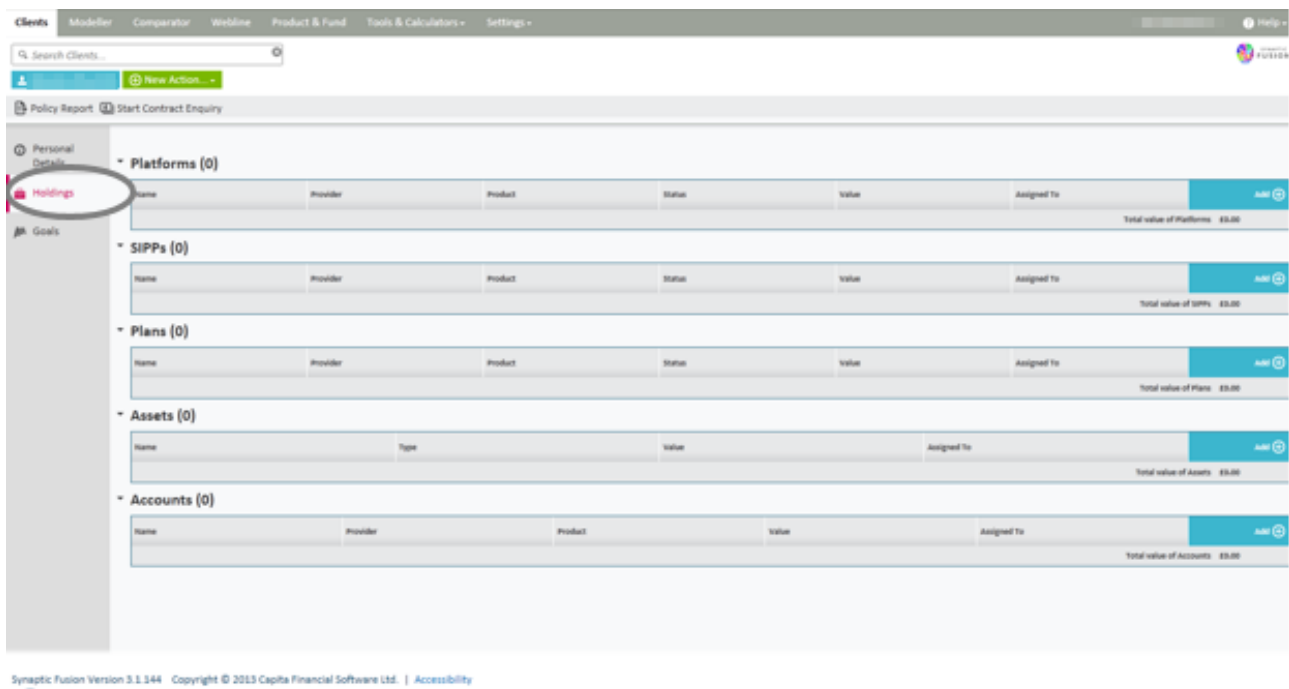 Clients Modeller Comparator Webline Product & Fund Tools & Calculators Settings Help
Search Clients...
SYNAPTIC
FUSION
New Action...
Policy Report Start Contract Enquiry
Personal
Details
Holdings
Goals
Platforms (0)
Name Provider Product Status Value Assigned To Add
Total value of Platforms £0.00
SIPPs (0)
Name Provider Product Status Value Assigned To Add
Total value of SIPPs £0.00
Plans (0)
Name Provider Product Status Value Assigned To Add
Total value of Plans £0.00
Assets (0)
Name Type Value Assigned To Add
Total value of Assets £0.00
Accounts (0)
Name Provider Product Value Assigned To Add
Total value of Accounts £0.00
Synaptic Fusion Version 3.1.144 Copyright © 2013 Capita Financial Software Ltd. | Accessibility